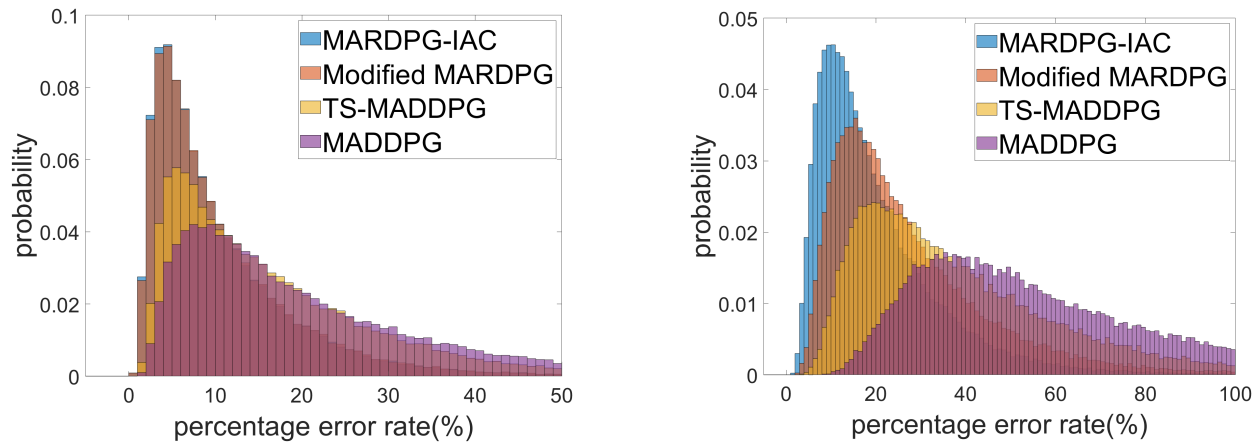 0.1
0.08
0.06
0.04
0.02
0
probability
MARDPG-IAC
Modified MARDPG
TS-MADDPG
MADDPG
0 10 20 30 40 50
percentage error rate(%)
0.05
0.04
0.03
0.02
0.01
0
probability
MARDPG-IAC
Modified MARDPG
TS-MADDPG
MADDPG
0 20 40 60 80 100
percentage error rate(%)